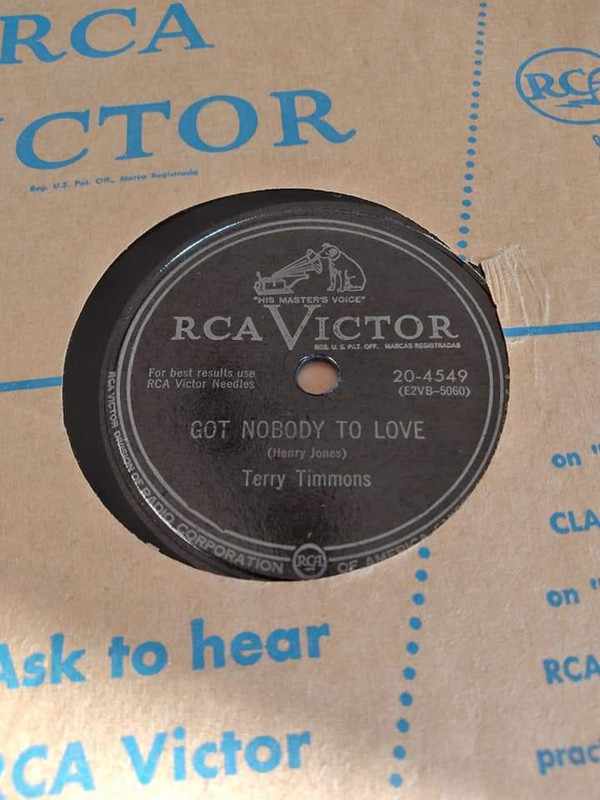 RCA
CTOR
Reg. U.S. Pat. Off., Marca Registrada
RCA
"HIS MASTER'S VOICE"
RCA VICTOR
REG. U. S. PAT. OFF. MARCAS REGISTRADAS
For best results use
RCA Victor Needles
20-4549
(E2VB-5060)
GOT NOBODY TO LOVE
(Henry Jones)
Terry Timmons
RCA VICTOR DIVISION OF RADIO CORPORATION RCA OF AMERICA
on "
CLA
on "
RCA
prac
Ask to hear
RCA Victor